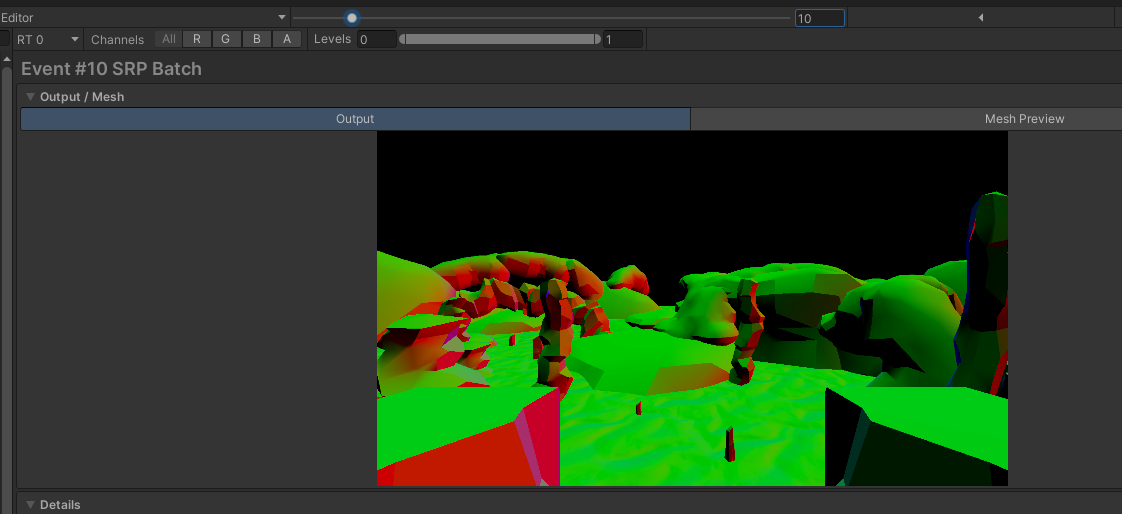 Editor 10
RT 0 Channels All R G B A Levels 0 1
Event #10 SRP Batch
Output / Mesh
Output Mesh Preview
Details